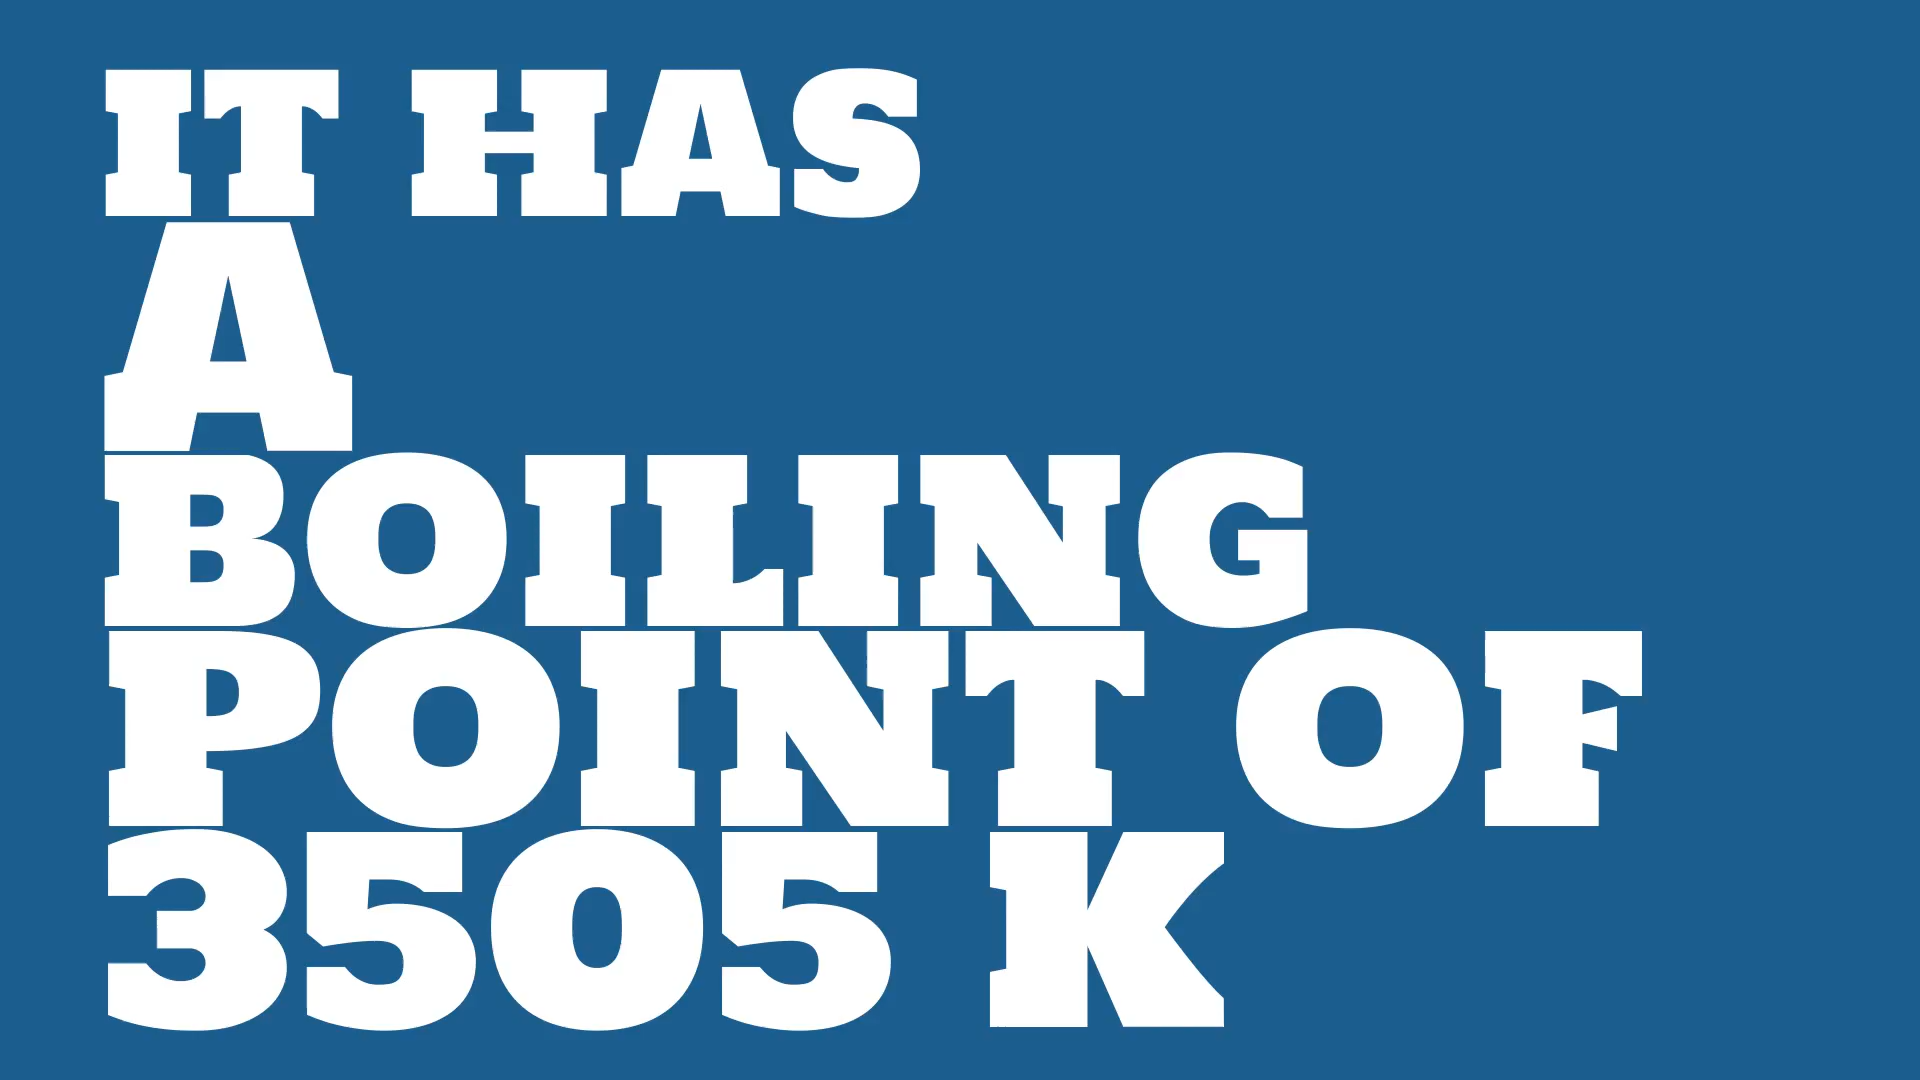 IT HAS
A
BOILING
POINT OF
3505 K